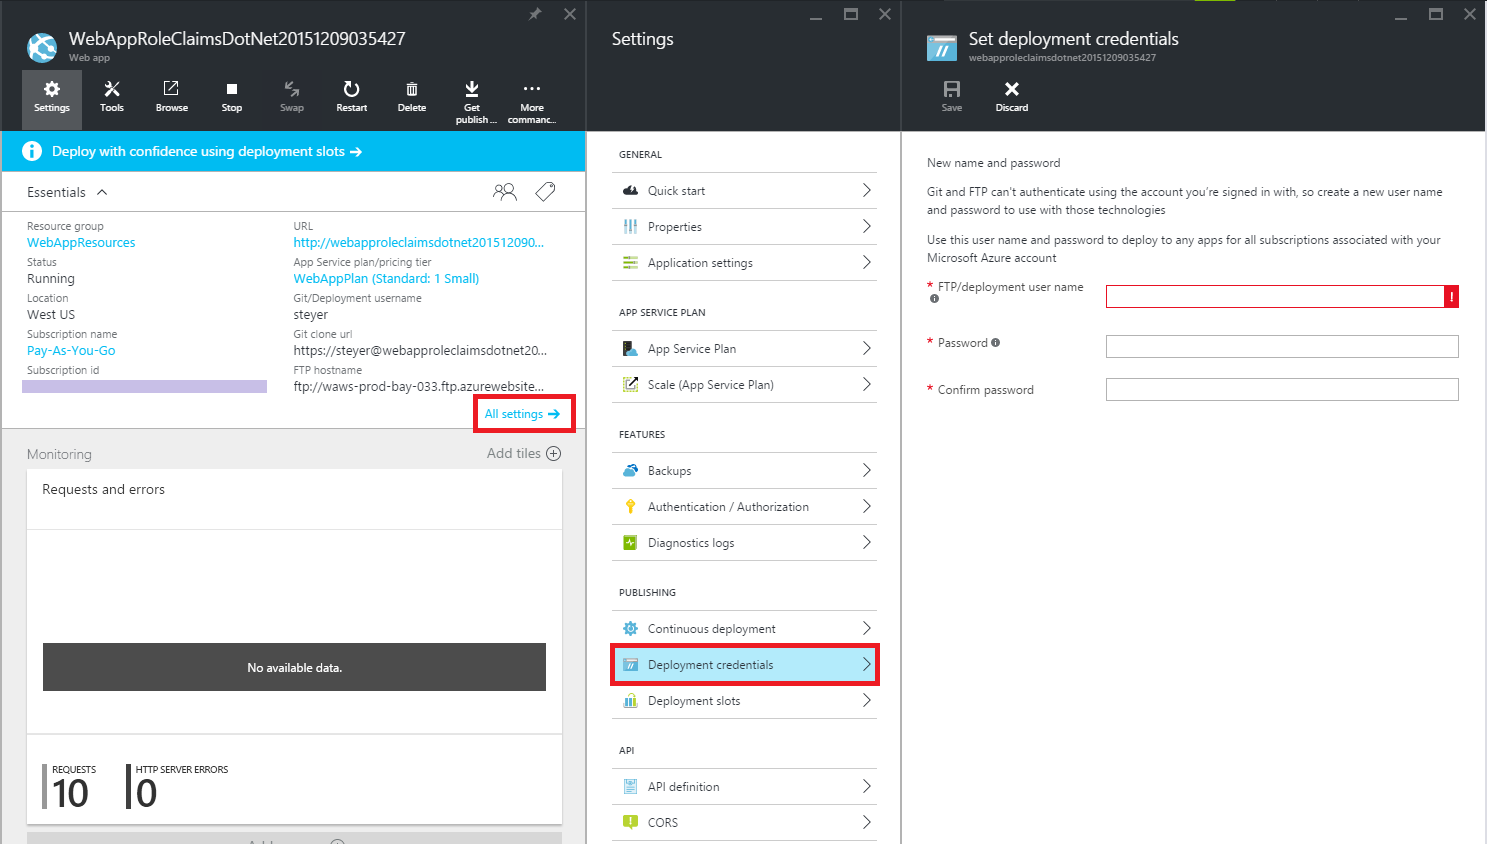 WebAppRoleClaimsDotNet20151209035427
Web app
Settings
Tools
Browse
Stop
Swap
Restart
Delete
Get
publish ...
More
commanc...
Deploy with confidence using deployment slots
Essentials
Resource group
WebAppResources
Status
Running
Location
West US
Subscription name
Pay-As-You-Go
Subscription id
URL
http://webapproleclaimsdotnet201512090...
App Service plan/pricing tier
WebAppPlan (Standard: 1 Small)
Git/Deployment username
steyer
Git clone url
https://steyer@webapproleclaimsdotnet20...
FTP hostname
ftp://waws-prod-bay-033.ftp.azurewebsite...
All settings
Monitoring
Add tiles
Requests and errors
No available data.
REQUESTS
10
HTTP SERVER ERRORS
0
Settings
GENERAL
Quick start
Properties
Application settings
APP SERVICE PLAN
App Service Plan
Scale (App Service Plan)
FEATURES
Backups
Authentication / Authorization
Diagnostics logs
PUBLISHING
Continuous deployment
Deployment credentials
Deployment slots
API
API definition
CORS
Set deployment credentials
webapproleclaimsdotnet20151209035427
Save
Discard
New name and password
Git and FTP can't authenticate using the account you're signed in with, so create a new user name
and password to use with those technologies
Use this user name and password to deploy to any apps for all subscriptions associated with your
Microsoft Azure account
* FTP/deployment user name
* Password
* Confirm password